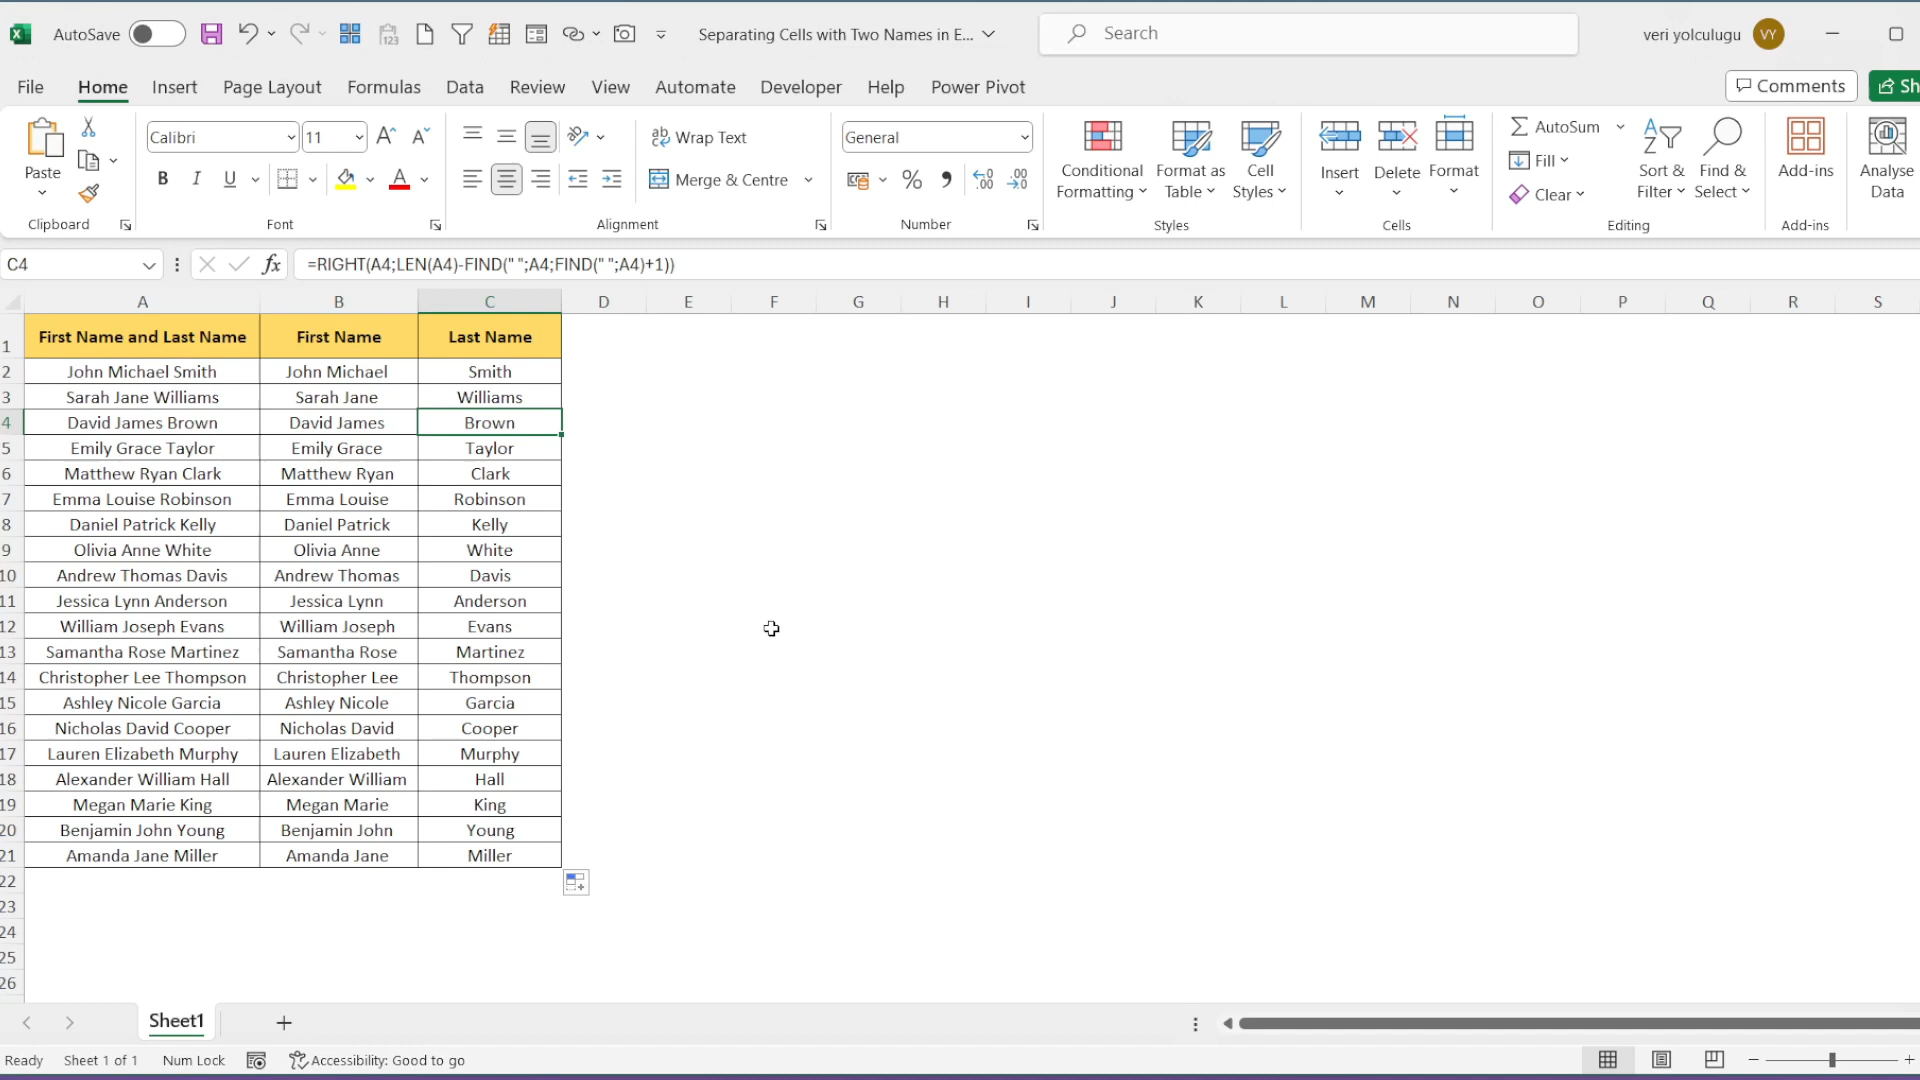 AutoSave
Separating Cells with Two Names in E...
Search
veri yolculugu
VY
File Home Insert Page Layout Formulas Data Review View Automate Developer Help Power Pivot
Comments
Sh
Paste
Clipboard
Calibri
11
B I U
Font
Wrap Text
Merge & Centre
Alignment
General
Number
Conditional Formatting
Format as Table
Cell Styles
Styles
Insert
Delete
Format
Cells
AutoSum
Fill
Clear
Sort & Filter
Find & Select
Editing
Add-ins
Add-ins
Analyse Data
C4
fx
=RIGHT(A4;LEN(A4)-FIND(" ";A4;FIND(" ";A4)+1))
A B C D E F G H I J K L M N O P Q R S
1 First Name and Last Name First Name Last Name
2 John Michael Smith John Michael Smith
3 Sarah Jane Williams Sarah Jane Williams
4 David James Brown David James Brown
5 Emily Grace Taylor Emily Grace Taylor
6 Matthew Ryan Clark Matthew Ryan Clark
7 Emma Louise Robinson Emma Louise Robinson
8 Daniel Patrick Kelly Daniel Patrick Kelly
9 Olivia Anne White Olivia Anne White
10 Andrew Thomas Davis Andrew Thomas Davis
11 Jessica Lynn Anderson Jessica Lynn Anderson
12 William Joseph Evans William Joseph Evans
13 Samantha Rose Martinez Samantha Rose Martinez
14 Christopher Lee Thompson Christopher Lee Thompson
15 Ashley Nicole Garcia Ashley Nicole Garcia
16 Nicholas David Cooper Nicholas David Cooper
17 Lauren Elizabeth Murphy Lauren Elizabeth Murphy
18 Alexander William Hall Alexander William Hall
19 Megan Marie King Megan Marie King
20 Benjamin John Young Benjamin John Young
21 Amanda Jane Miller Amanda Jane Miller
22
23
24
25
26
Sheet1
Ready Sheet 1 of 1 Num Lock Accessibility: Good to go